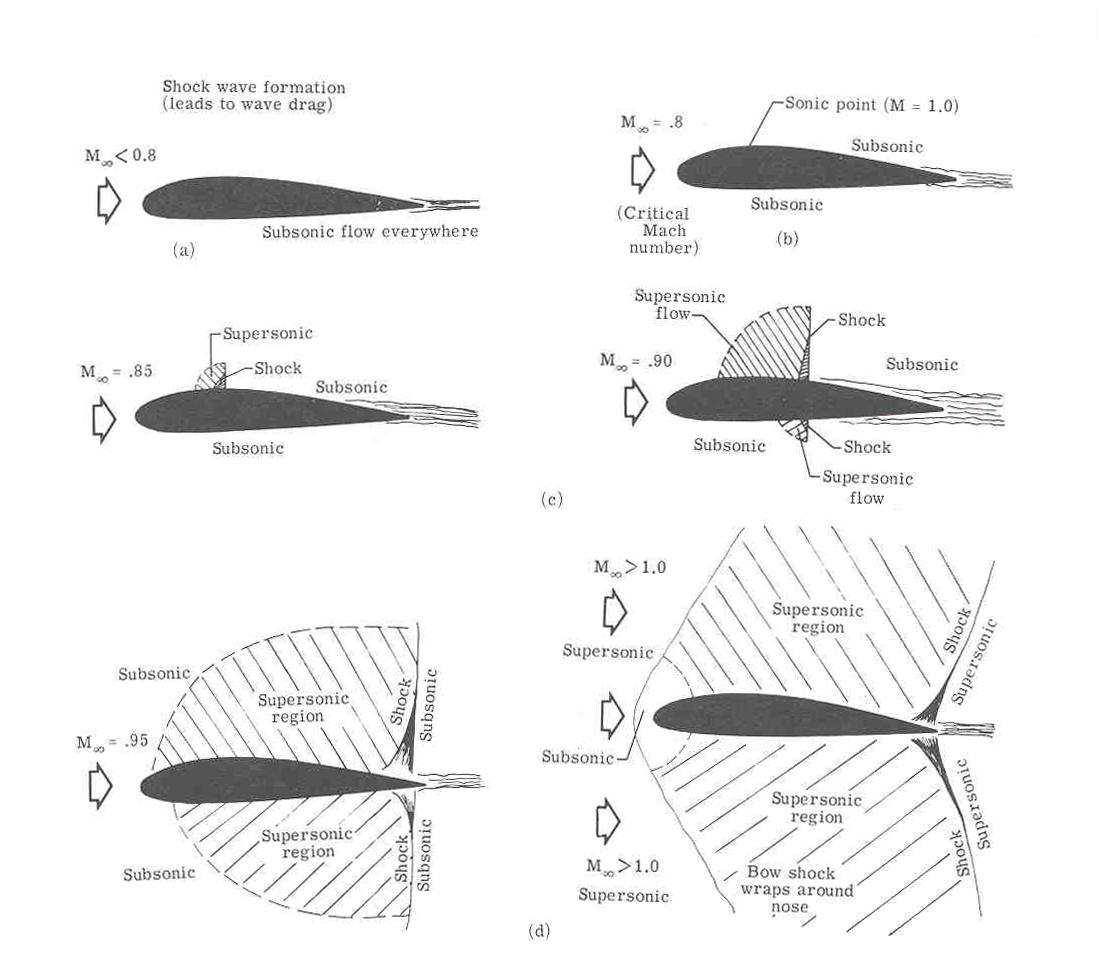 Shock wave formation
(leads to wave drag)
M∞ < 0.8
Subsonic flow everywhere
(a)
Sonic point (M = 1.0)
M∞ = .8
Subsonic
Subsonic
(Critical
Mach
number)
(b)
Supersonic
Shock
M∞ = .85
Subsonic
Subsonic
Supersonic
flow
Shock
M∞ = .90
Subsonic
Subsonic
Shock
Supersonic
flow
(c)
Subsonic
Supersonic
region
Shock
Subsonic
M∞ = .95
Supersonic
region
Subsonic
Shock
Subsonic
M∞ > 1.0
Supersonic
region
Shock
Supersonic
Supersonic
Subsonic
Supersonic
region
Supersonic
Shock
M∞ > 1.0
Supersonic
Bow shock
wraps around
nose
(d)